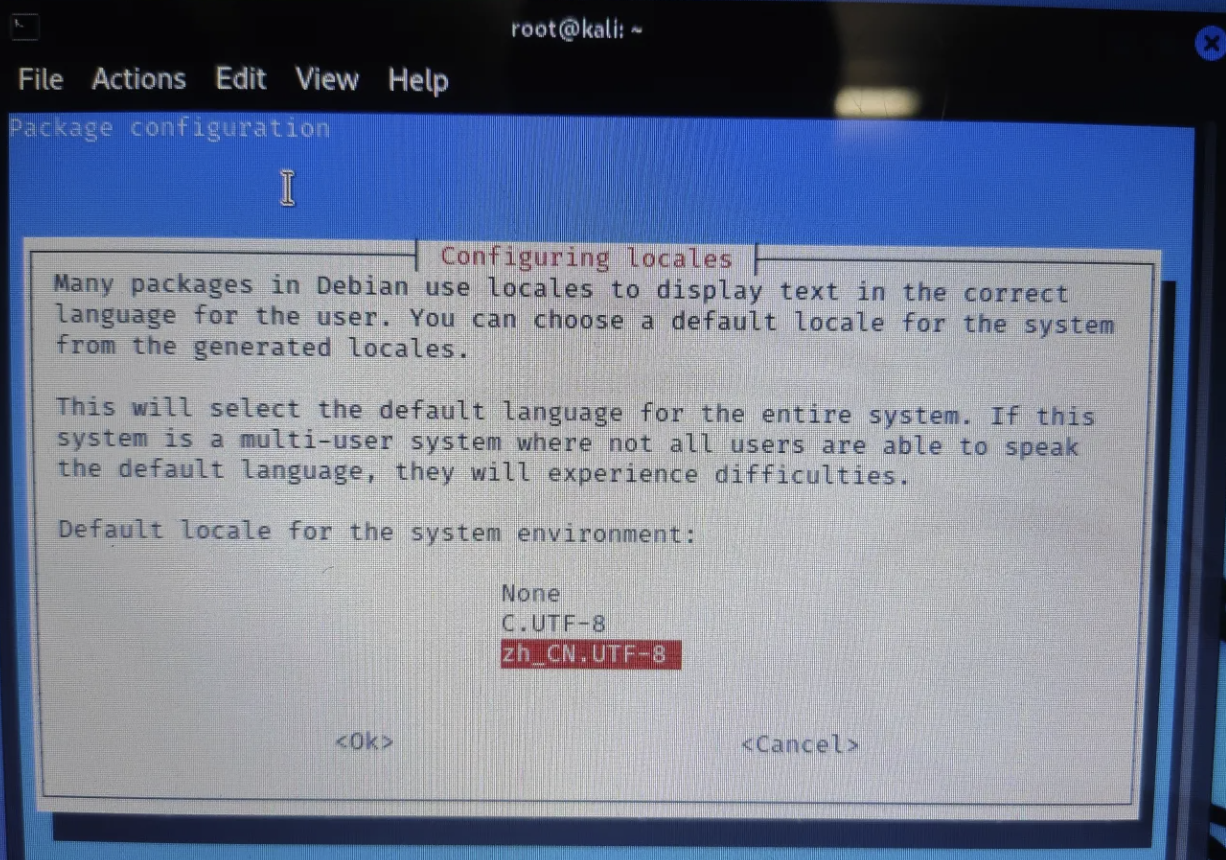 root@kali: ~
File Actions Edit View Help
Package configuration
Configuring locales
Many packages in Debian use locales to display text in the correct
language for the user. You can choose a default locale for the system
from the generated locales.
This will select the default language for the entire system. If this
system is a multi-user system where not all users are able to speak
the default language, they will experience difficulties.
Default locale for the system environment:
None
C.UTF-8
zh_CN.UTF-8
<Ok> <Cancel>